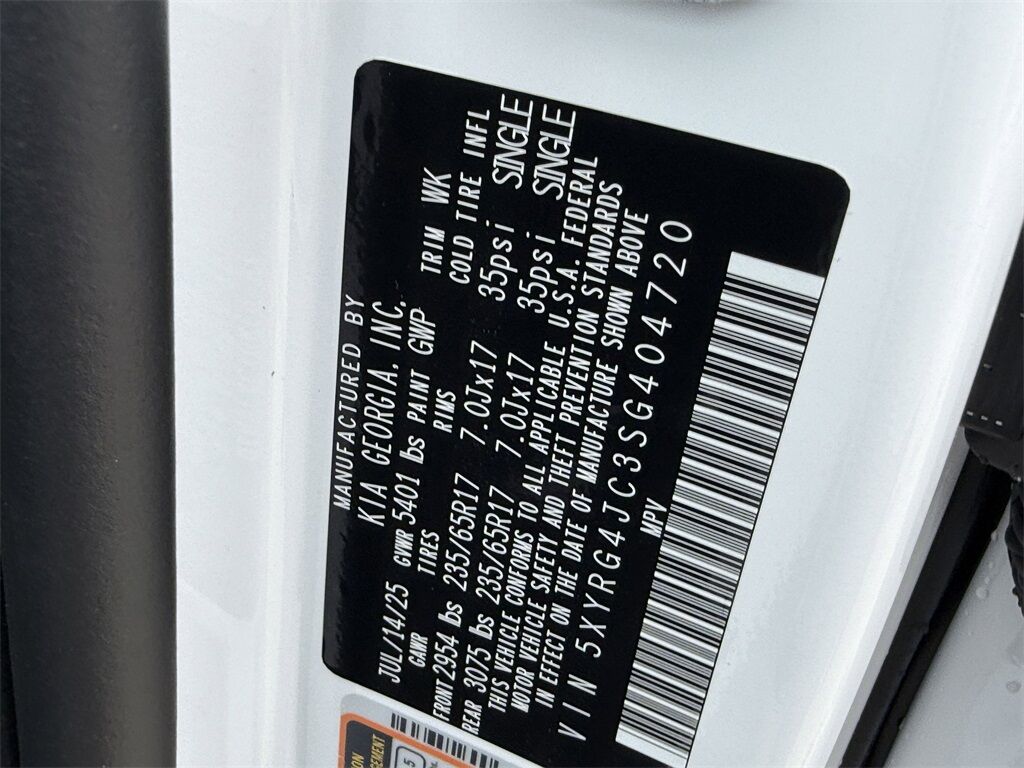 MANUFACTURED BY
KIA GEORGIA, INC.
JUL/14/25 GVWR 5401 lbs PAINT GWP TRIM WK
GAWR TIRES RIMS COLD TIRE INFL
FRONT 2954 lbs 235/65R17 7.0Jx17 35psi SINGLE
REAR 3075 lbs 235/65R17 7.0Jx17 35psi SINGLE
THIS VEHICLE CONFORMS TO ALL APPLICABLE U.S.A. FEDERAL
MOTOR VEHICLE SAFETY AND THEFT PREVENTION STANDARDS
IN EFFECT ON THE DATE OF MANUFACTURE SHOWN ABOVE
VIN 5XYRG4JC3SG404720
MPV